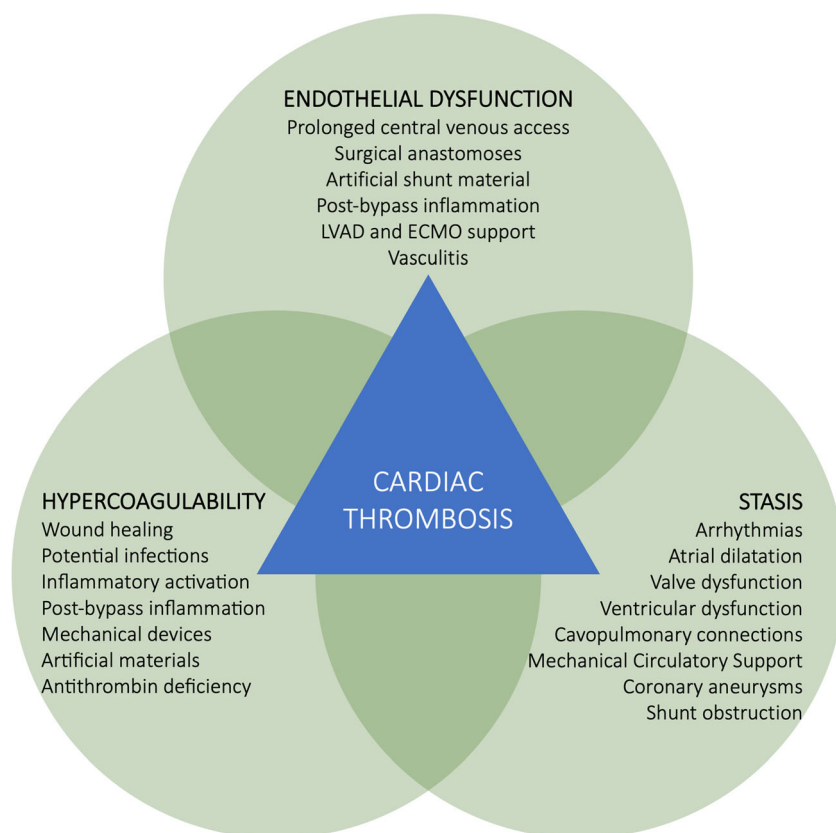 ENDOTHELIAL DYSFUNCTION
Prolonged central venous access
Surgical anastomoses
Artificial shunt material
Post-bypass inflammation
LVAD and ECMO support
Vasculitis
CARDIAC
THROMBOSIS
HYPERCOAGULABILITY
Wound healing
Potential infections
Inflammatory activation
Post-bypass inflammation
Mechanical devices
Artificial materials
Antithrombin deficiency
STASIS
Arrhythmias
Atrial dilatation
Valve dysfunction
Ventricular dysfunction
Cavopulmonary connections
Mechanical Circulatory Support
Coronary aneurysms
Shunt obstruction